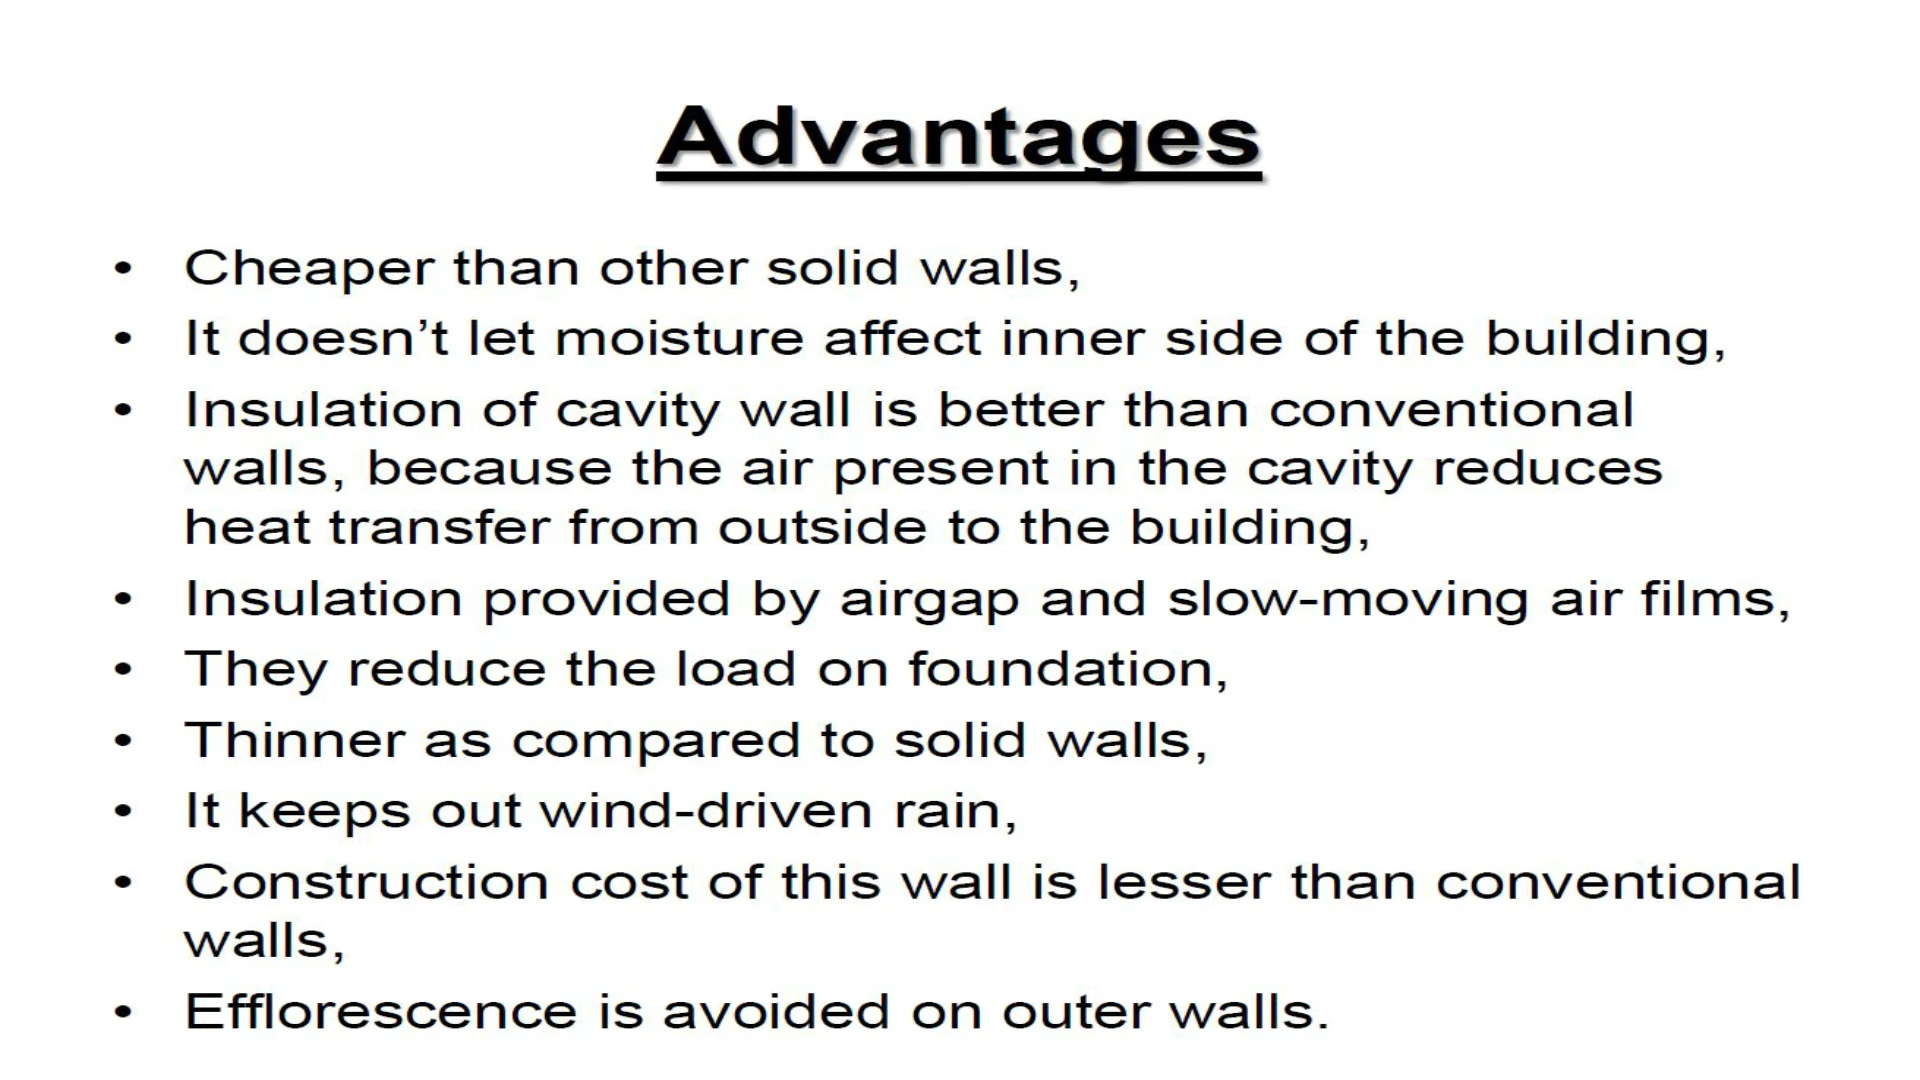 Advantages
• Cheaper than other solid walls,
• It doesn’t let moisture affect inner side of the building,
• Insulation of cavity wall is better than conventional
walls, because the air present in the cavity reduces
heat transfer from outside to the building,
• Insulation provided by airgap and slow-moving air films,
• They reduce the load on foundation,
• Thinner as compared to solid walls,
• It keeps out wind-driven rain,
• Construction cost of this wall is lesser than conventional
walls,
• Efflorescence is avoided on outer walls.